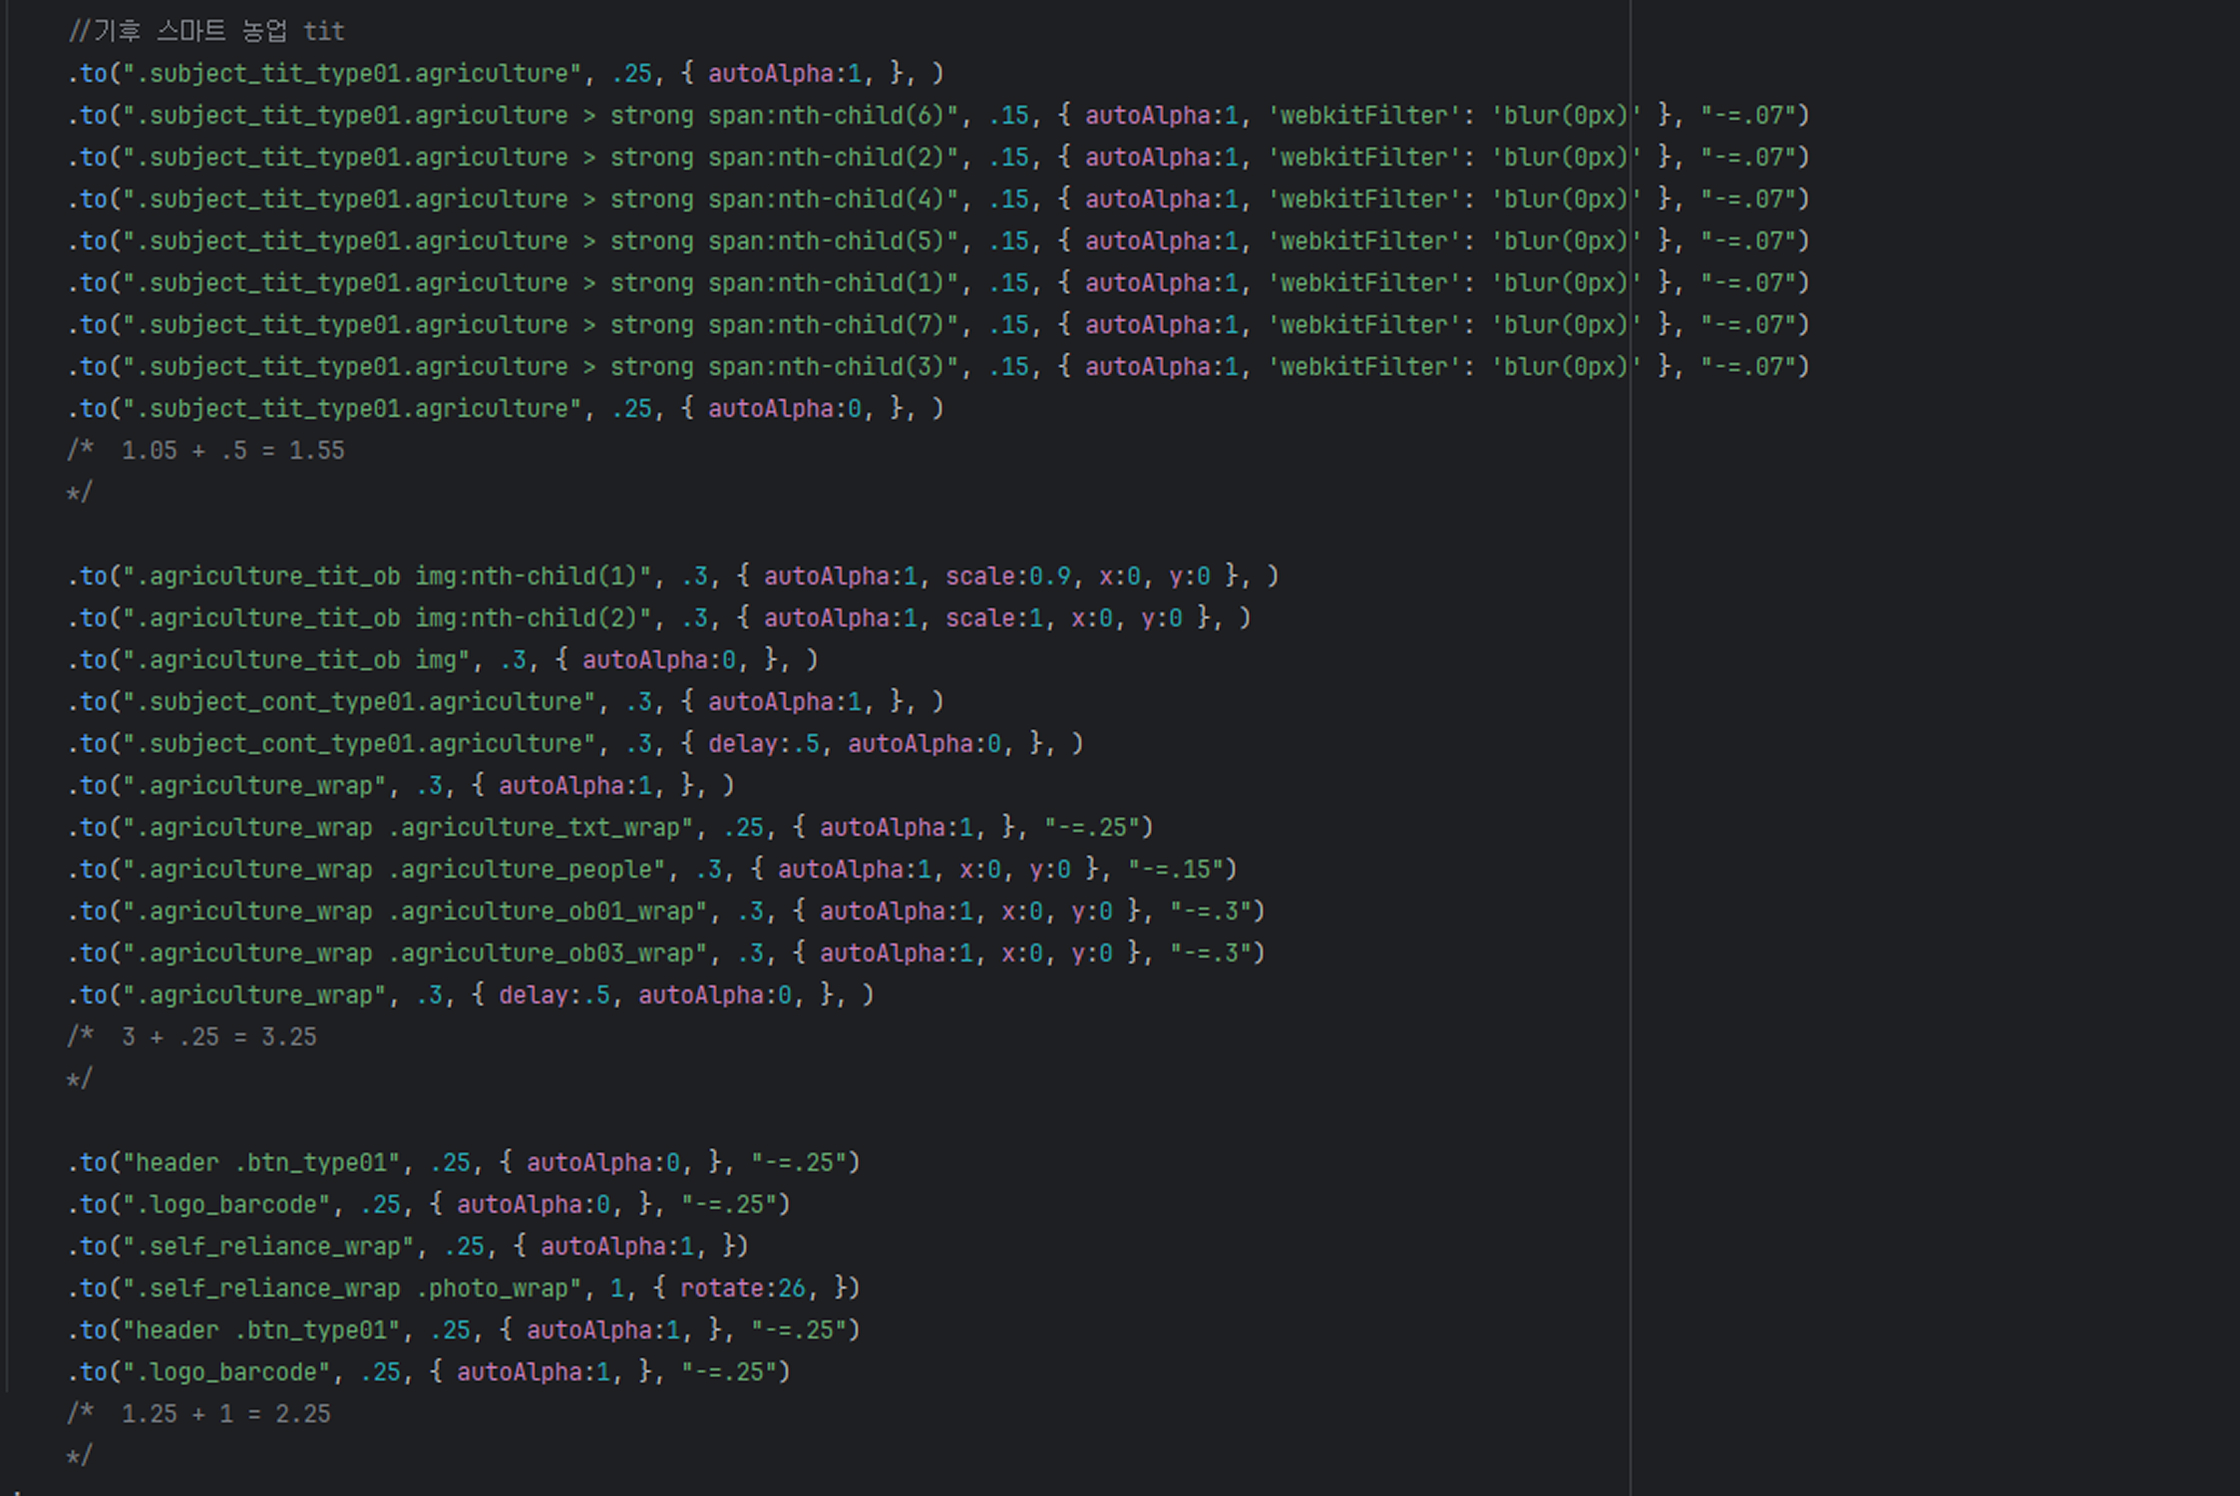 //기후 스마트 농업 tit
.to(".subject_tit_type01.agriculture", .25, { autoAlpha:1, }, )
.to(".subject_tit_type01.agriculture > strong span:nth-child(6)", .15, { autoAlpha:1, 'webkitFilter': 'blur(0px)' }, "-=.07")
.to(".subject_tit_type01.agriculture > strong span:nth-child(2)", .15, { autoAlpha:1, 'webkitFilter': 'blur(0px)' }, "-=.07")
.to(".subject_tit_type01.agriculture > strong span:nth-child(4)", .15, { autoAlpha:1, 'webkitFilter': 'blur(0px)' }, "-=.07")
.to(".subject_tit_type01.agriculture > strong span:nth-child(5)", .15, { autoAlpha:1, 'webkitFilter': 'blur(0px)' }, "-=.07")
.to(".subject_tit_type01.agriculture > strong span:nth-child(1)", .15, { autoAlpha:1, 'webkitFilter': 'blur(0px)' }, "-=.07")
.to(".subject_tit_type01.agriculture > strong span:nth-child(7)", .15, { autoAlpha:1, 'webkitFilter': 'blur(0px)' }, "-=.07")
.to(".subject_tit_type01.agriculture > strong span:nth-child(3)", .15, { autoAlpha:1, 'webkitFilter': 'blur(0px)' }, "-=.07")
.to(".subject_tit_type01.agriculture", .25, { autoAlpha:0, }, )
/*  1.05 + .5 = 1.55
*/
.to(".agriculture_tit_ob img:nth-child(1)", .3, { autoAlpha:1, scale:0.9, x:0, y:0 }, )
.to(".agriculture_tit_ob img:nth-child(2)", .3, { autoAlpha:1, scale:1, x:0, y:0 }, )
.to(".agriculture_tit_ob img", .3, { autoAlpha:0, }, )
.to(".subject_cont_type01.agriculture", .3, { autoAlpha:1, }, )
.to(".subject_cont_type01.agriculture", .3, { delay:.5, autoAlpha:0, }, )
.to(".agriculture_wrap", .3, { autoAlpha:1, }, )
.to(".agriculture_wrap .agriculture_txt_wrap", .25, { autoAlpha:1, }, "-=.25")
.to(".agriculture_wrap .agriculture_people", .3, { autoAlpha:1, x:0, y:0 }, "-=.15")
.to(".agriculture_wrap .agriculture_ob01_wrap", .3, { autoAlpha:1, x:0, y:0 }, "-=.3")
.to(".agriculture_wrap .agriculture_ob03_wrap", .3, { autoAlpha:1, x:0, y:0 }, "-=.3")
.to(".agriculture_wrap", .3, { delay:.5, autoAlpha:0, }, )
/*  3 + .25 = 3.25
*/
.to("header .btn_type01", .25, { autoAlpha:0, }, "-=.25")
.to(".logo_barcode", .25, { autoAlpha:0, }, "-=.25")
.to(".self_reliance_wrap", .25, { autoAlpha:1, })
.to(".self_reliance_wrap .photo_wrap", 1, { rotate:26, })
.to("header .btn_type01", .25, { autoAlpha:1, }, "-=.25")
.to(".logo_barcode", .25, { autoAlpha:1, }, "-=.25")
/*  1.25 + 1 = 2.25
*/